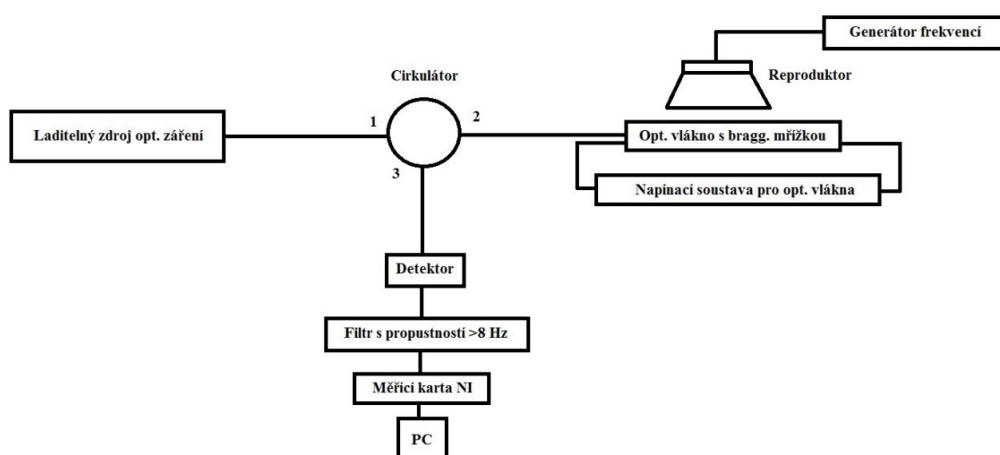 Generátor frekvencí
Cirkulátor
Reproduktor
Laditelný zdroj opt. záření
1
2
Opt. vlákno s bragg. mřížkou
3
Napínací soustava pro opt. vlákna
Detektor
Filtr s propustností >8 Hz
Měřící karta NI
PC